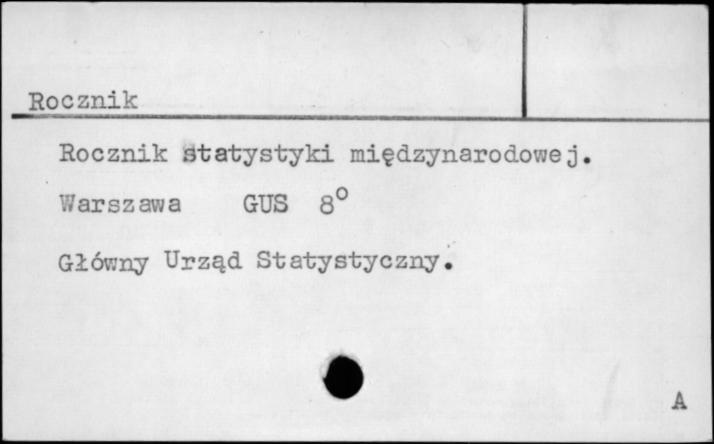 Rocznik
Rocznik statystyki międzynarodowej.
Warszawa GUS 8°
Główny Urząd Statystyczny.
A